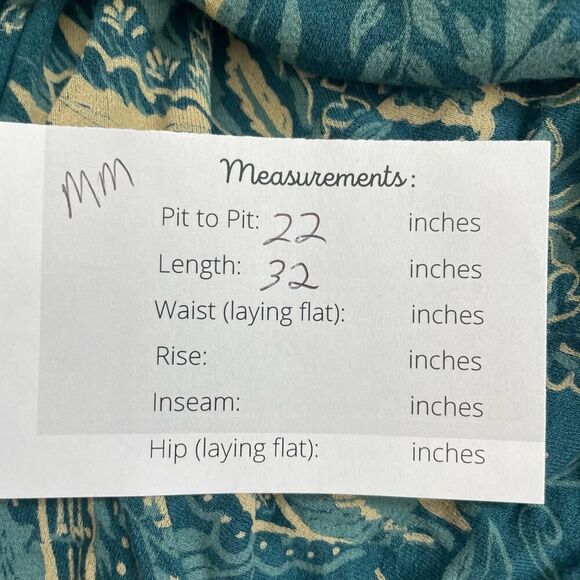 MM
Measurements:
Pit to Pit: 22 inches
Length: 32 inches
Waist (laying flat): inches
Rise: inches
Inseam: inches
Hip (laying flat): inches